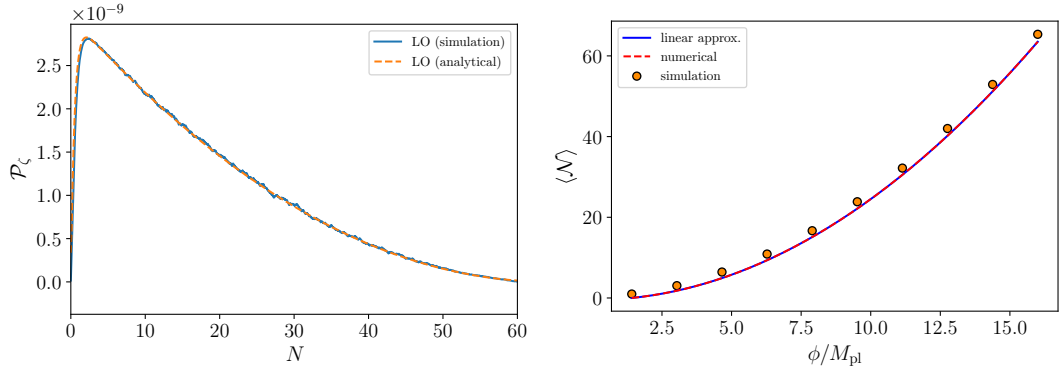 ×10⁻⁹
2.5
2.0
1.5
1.0
0.5
0.0
𝒫_ζ
LO (simulation)
LO (analytical)
0 10 20 30 40 50 60
N
60
40
20
0
⟨𝒩⟩
linear approx.
numerical
simulation
2.5 5.0 7.5 10.0 12.5 15.0
ϕ/M_pl